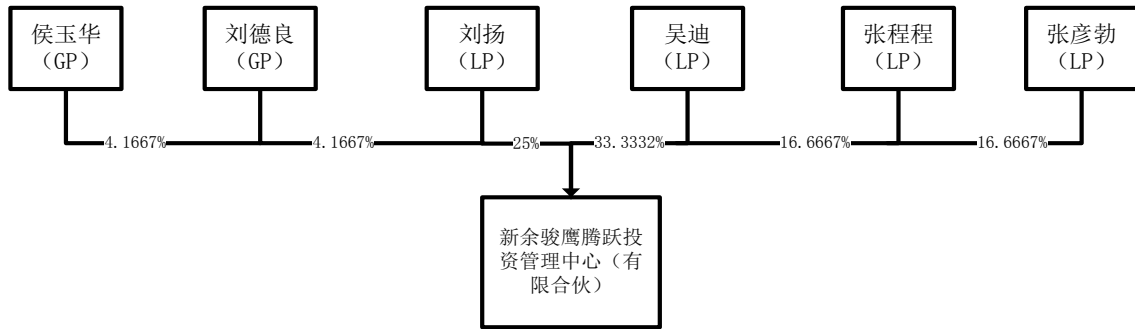 侯玉华
（GP）
刘德良
（GP）
刘扬
（LP）
吴迪
（LP）
张程程
（LP）
张彦勃
（LP）
4.1667%
4.1667%
25%
33.3332%
16.6667%
16.6667%
新余骏鹰腾跃投
资管理中心（有
限合伙）